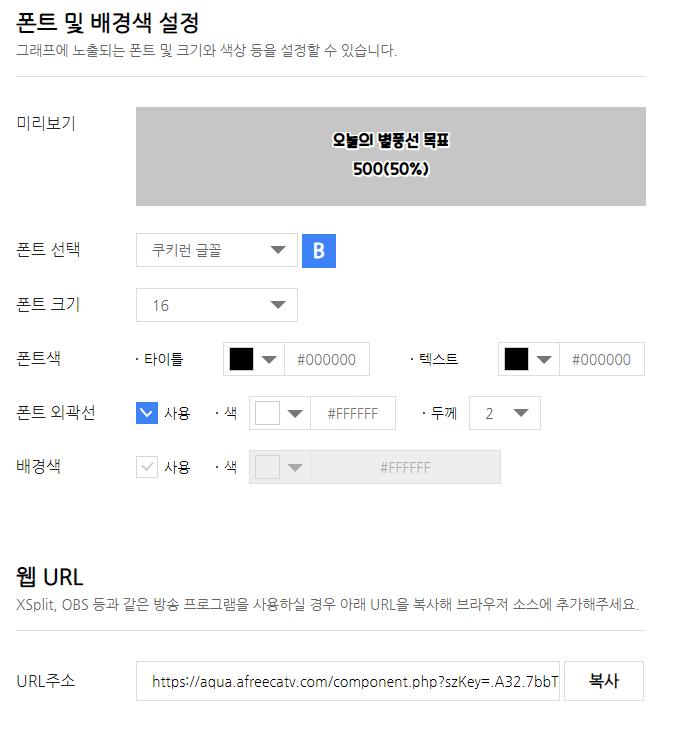 폰트 및 배경색 설정
그래프에 노출되는 폰트 및 크기와 색상 등을 설정할 수 있습니다.
미리보기
오늘의 별풍선 목표
500(50%)
폰트 선택 쿠키런 글꼴 B
폰트 크기 16
폰트색 · 타이틀 #000000 · 텍스트 #000000
폰트 외곽선 사용 · 색 #FFFFFF · 두께 2
배경색 사용 · 색 #FFFFFF
웹 URL
XSplit, OBS 등과 같은 방송 프로그램을 사용하실 경우 아래 URL을 복사해 브라우저 소스에 추가해주세요.
URL주소 https://aqua.afreecatv.com/component.php?szKey=.A32.7bbT 복사